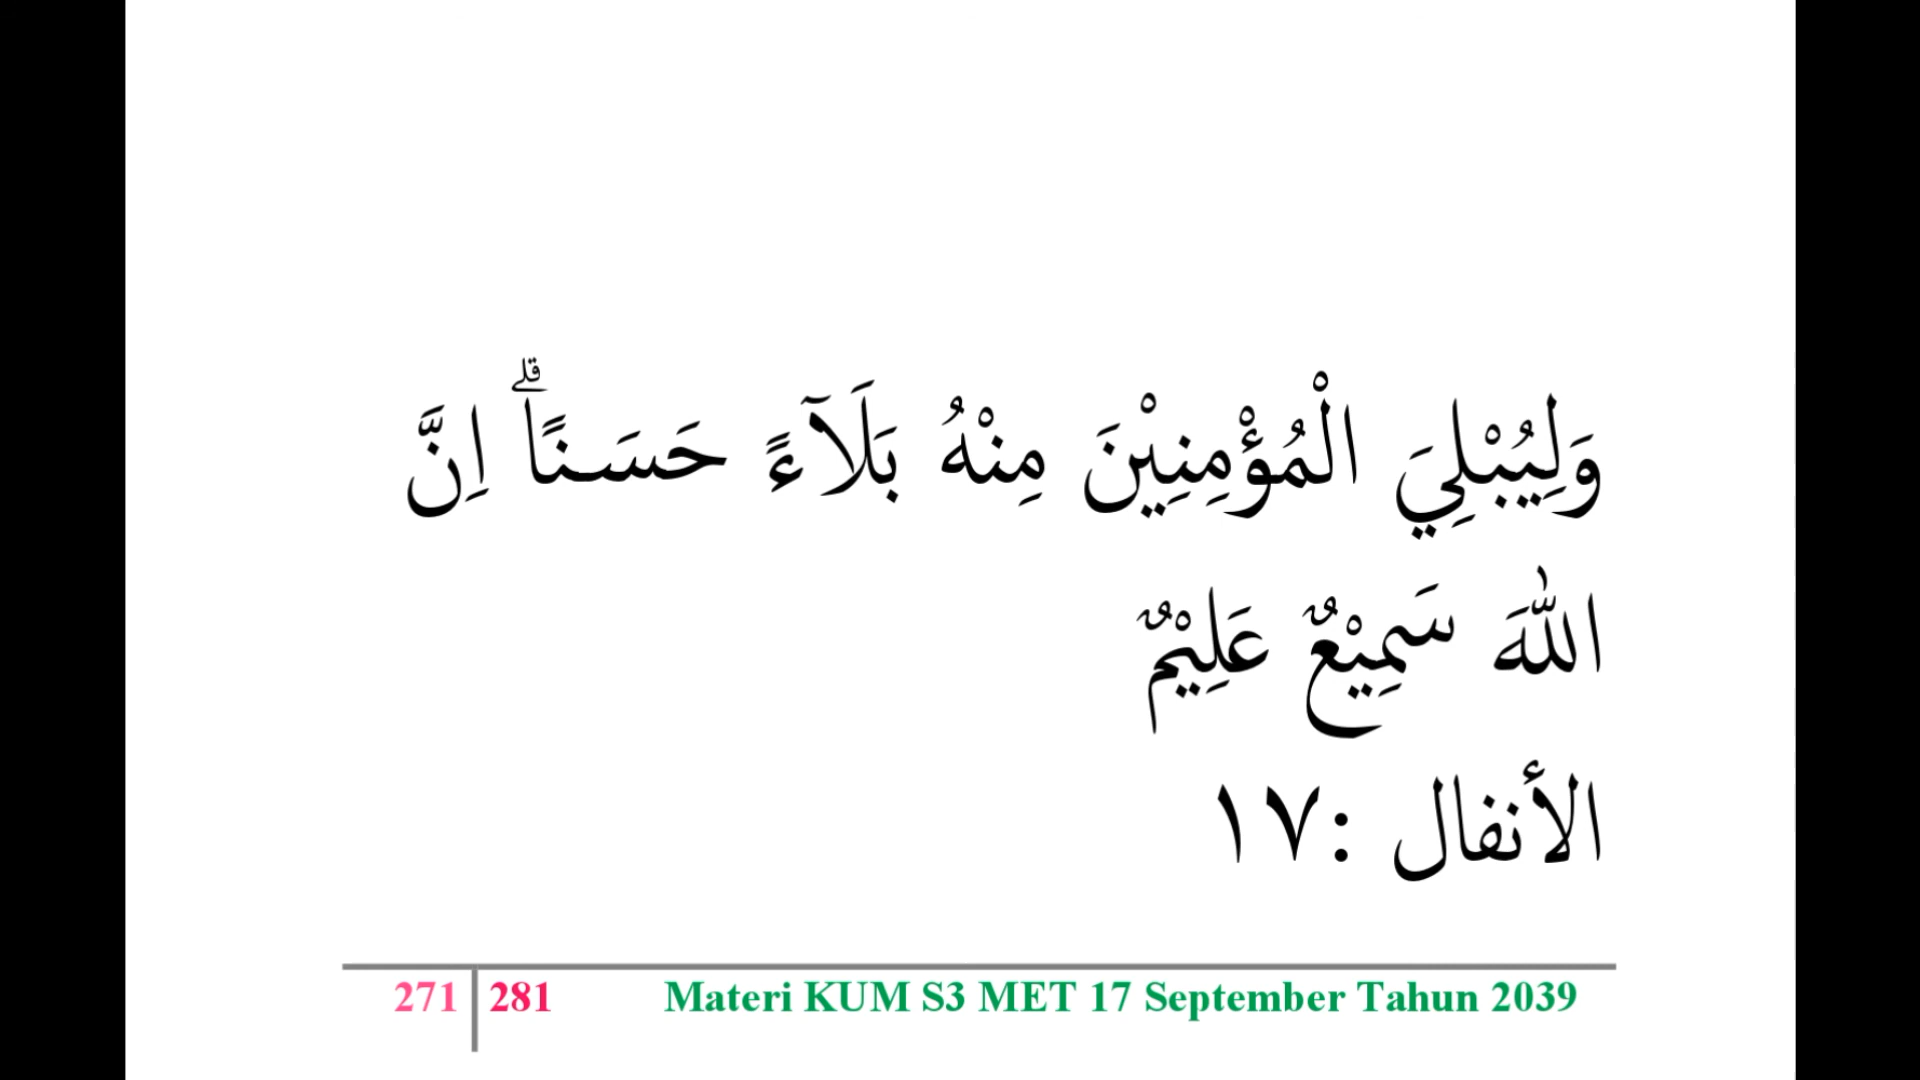 وَلِيُبْلِيَ الْمُؤْمِنِيْنَ مِنْهُ بَلَآءً حَسَنًاۗ اِنَّ
اللّٰهَ سَمِيْعٌ عَلِيْمٌ
الأنفال :١٧
271 281 Materi KUM S3 MET 17 September Tahun 2039